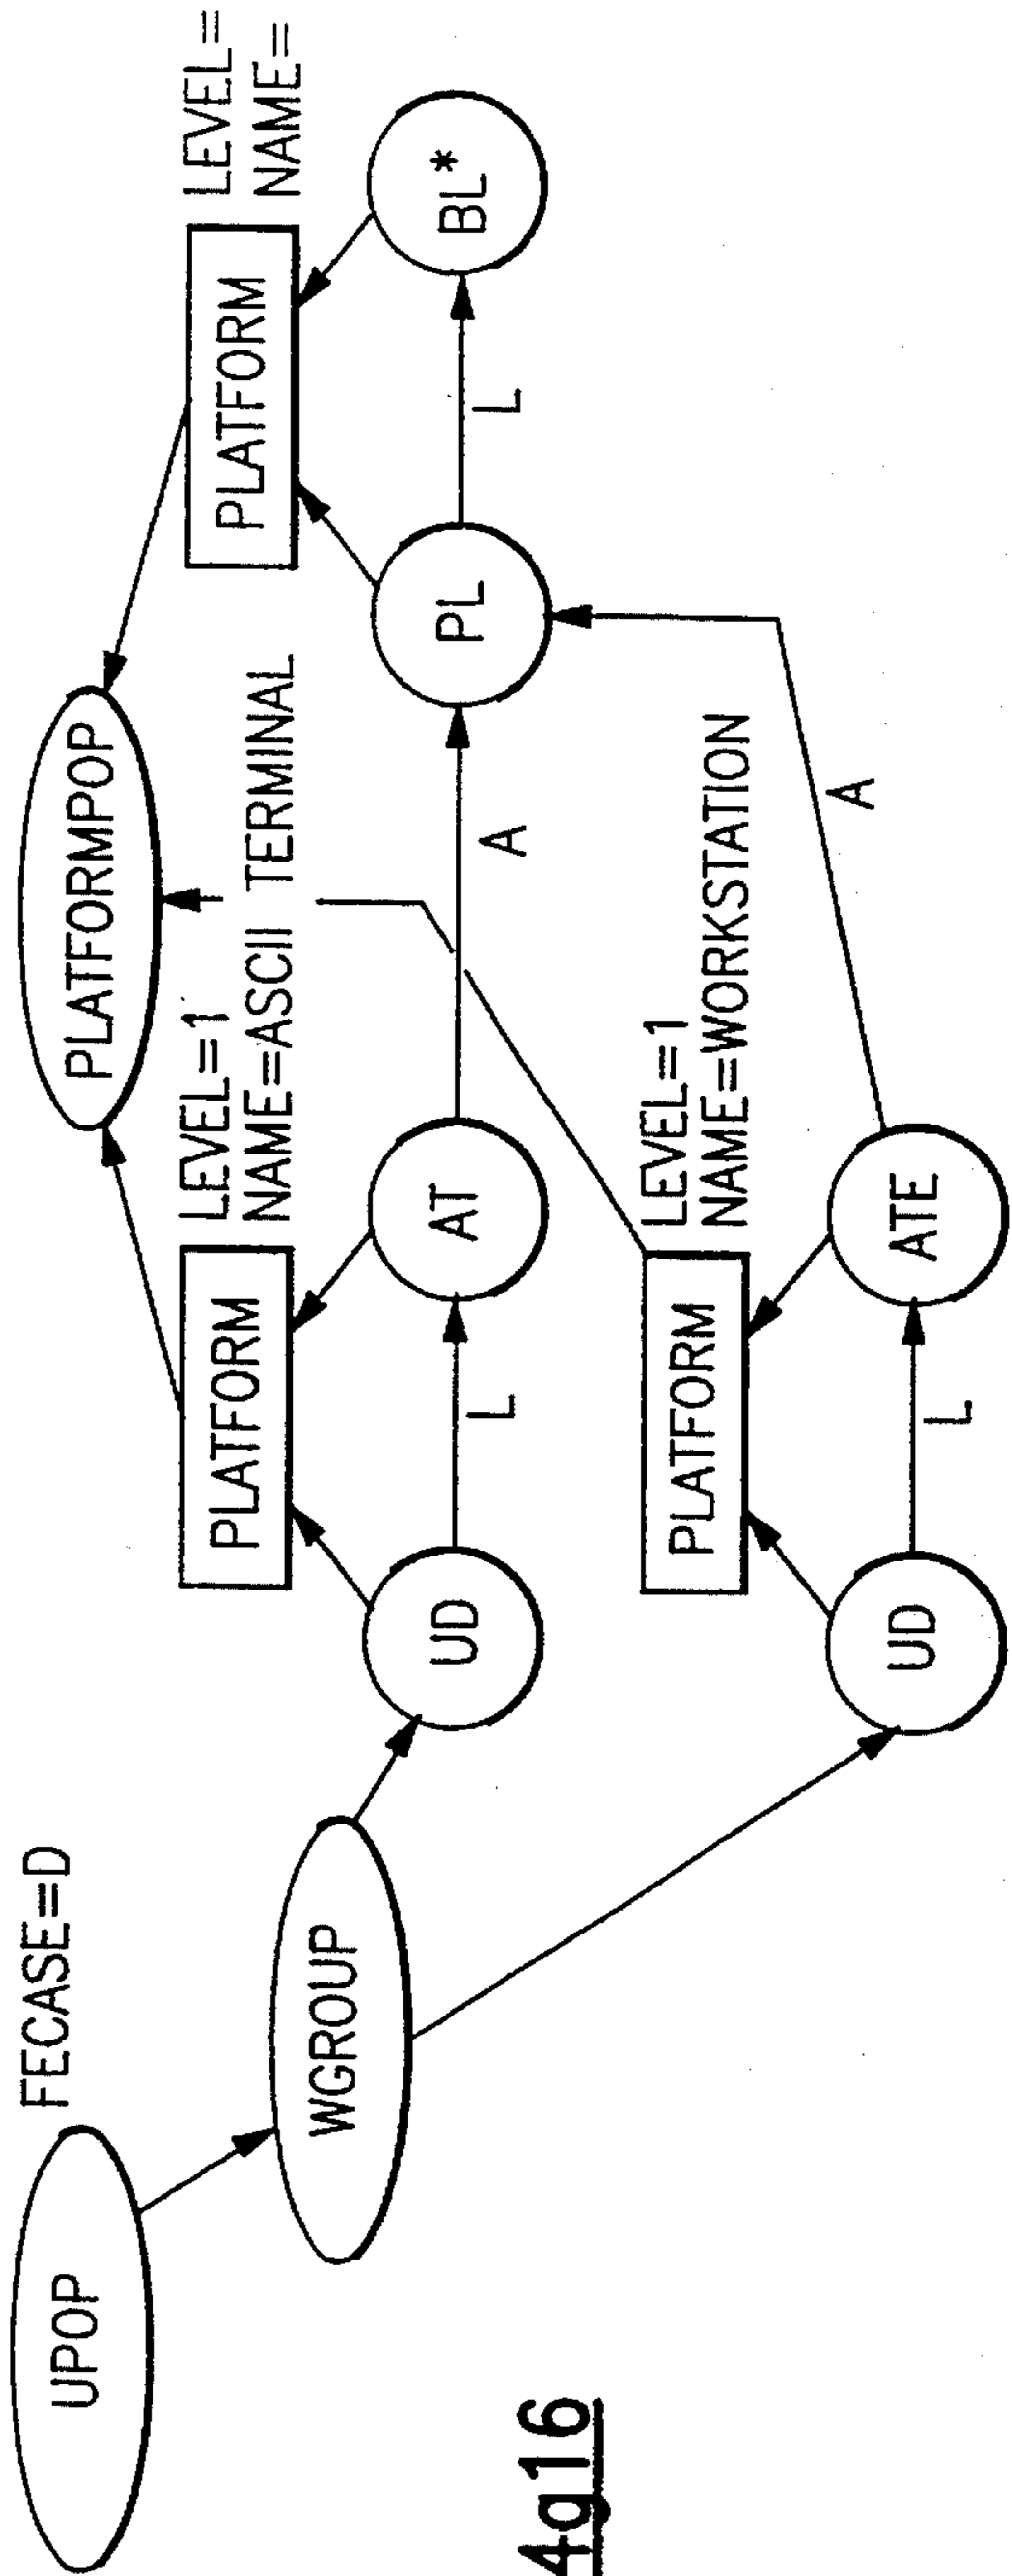 UPOP
FECASE=D
WGROUP
PLATFORMPOP
PLATFORM
LEVEL=1
NAME=ASCII TERMINAL
PLATFORM
LEVEL=
NAME=
UD
L
AT
A
PL
L
BL*
PLATFORM
LEVEL=1
NAME=WORKSTATION
UD
L
ATE
A
4g16